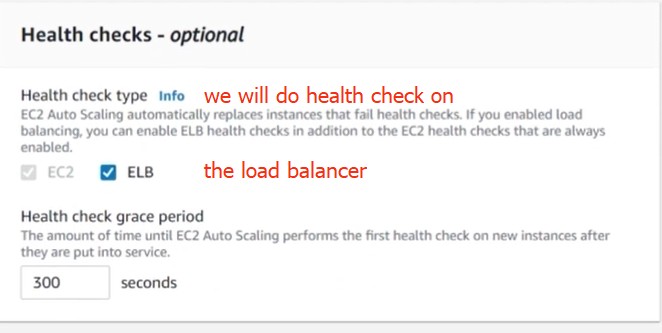 Health checks - optional
Health check type Info we will do health check on
EC2 Auto Scaling automatically replaces instances that fail health checks. If you enabled load
balancing, you can enable ELB health checks in addition to the EC2 health checks that are always
enabled.
EC2 ELB the load balancer
Health check grace period
The amount of time until EC2 Auto Scaling performs the first health check on new instances after
they are put into service.
300 seconds